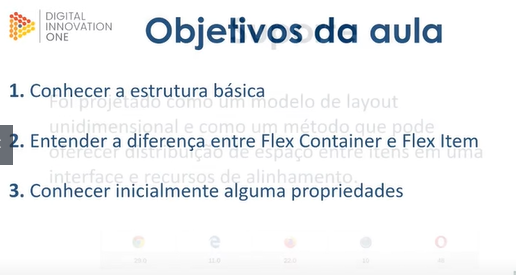 DIGITAL
INNOVATION
ONE
Objetivos da aula
1. Conhecer a estrutura básica
Foi projetado como um modelo de layout
unidimensional e como um método que pode
2. Entender a diferença entre Flex Container e Flex Item
oferecer distribuição de espaço entre itens em uma
interface e recursos de alinhamento.
3. Conhecer inicialmente alguma propriedades